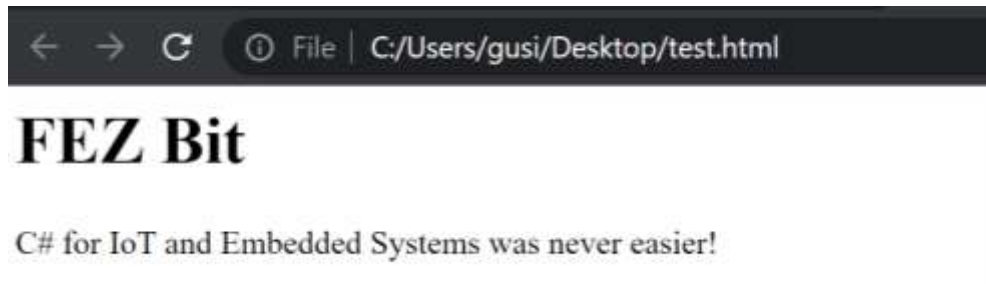 File | C:/Users/gusi/Desktop/test.html
FEZ Bit
C# for IoT and Embedded Systems was never easier!